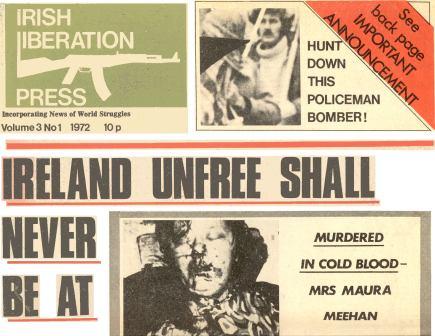 IRISH
LIBERATION
PRESS
Incorporating News of World Struggles
Volume 3 No 1 1972 10 p
HUNT
DOWN
THIS
POLICEMAN
BOMBER!
See
back page
IMPORTANT
ANNOUNCEMENT
IRELAND UNFREE SHALL
NEVER
BE AT
MURDERED
IN COLD BLOOD–
MRS MAURA
MEEHAN